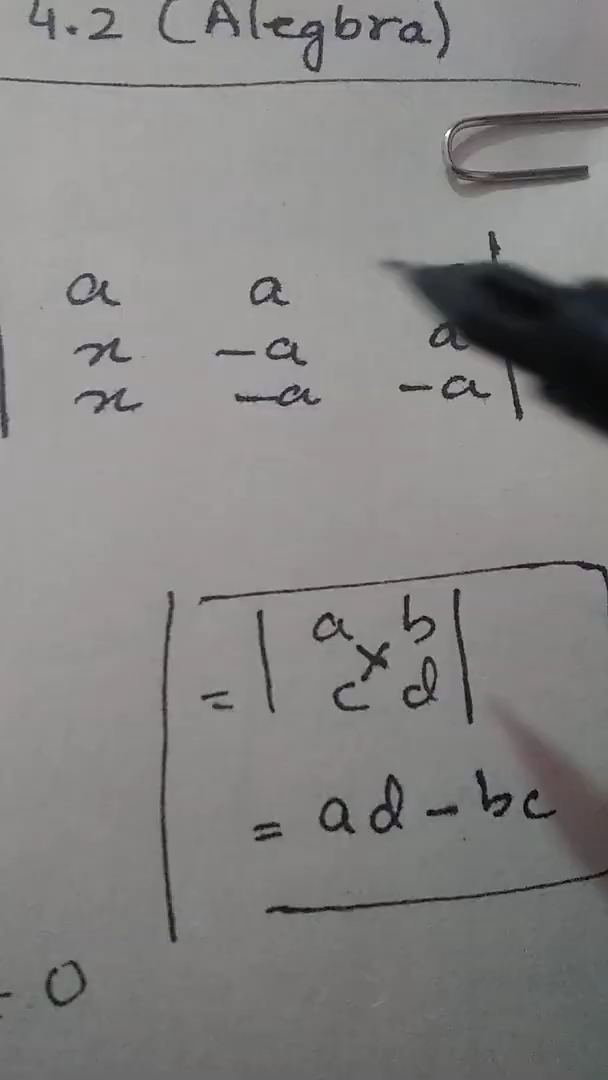 4.2 (Alegbra)
a a
x -a a
x -a -a
= | a b |
c d
= ad - bc
- 0